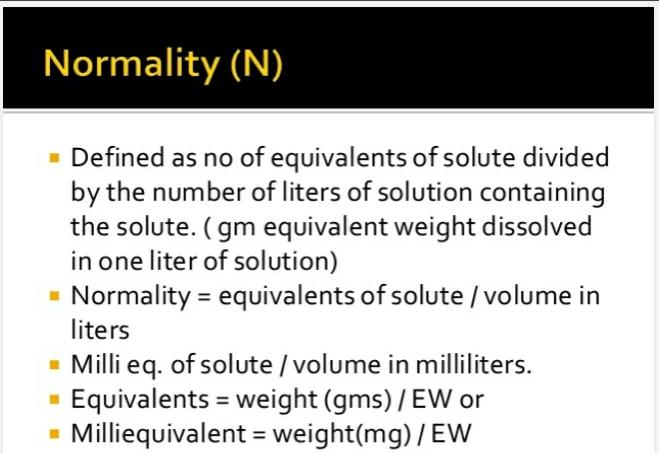 Normality (N)
Defined as no of equivalents of solute divided
by the number of liters of solution containing
the solute. ( gm equivalent weight dissolved
in one liter of solution)
Normality = equivalents of solute / volume in
liters
Milli eq. of solute / volume in milliliters.
Equivalents = weight (gms) / EW or
Milliequivalent = weight(mg) / EW